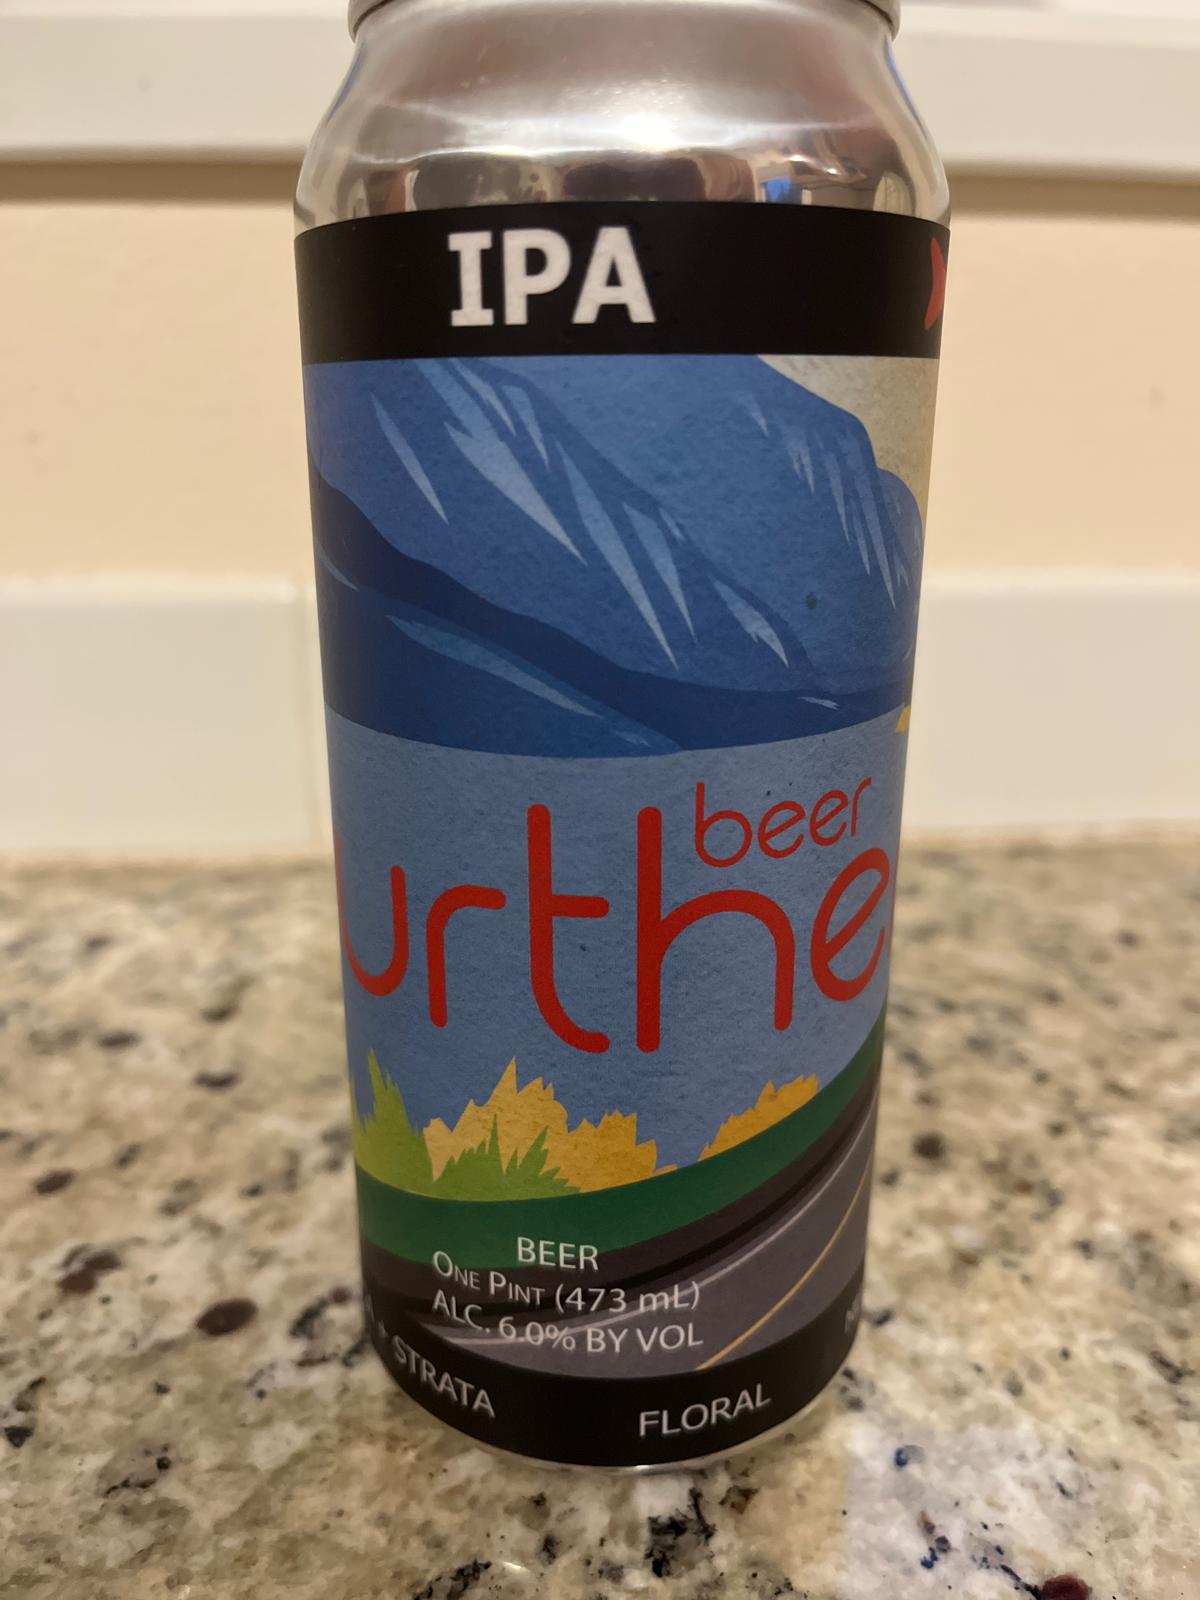 IPA
beer
urthe
BEER
One Pint (473 mL)
ALC. 6.0% BY VOL
+ STRATA
FLORAL